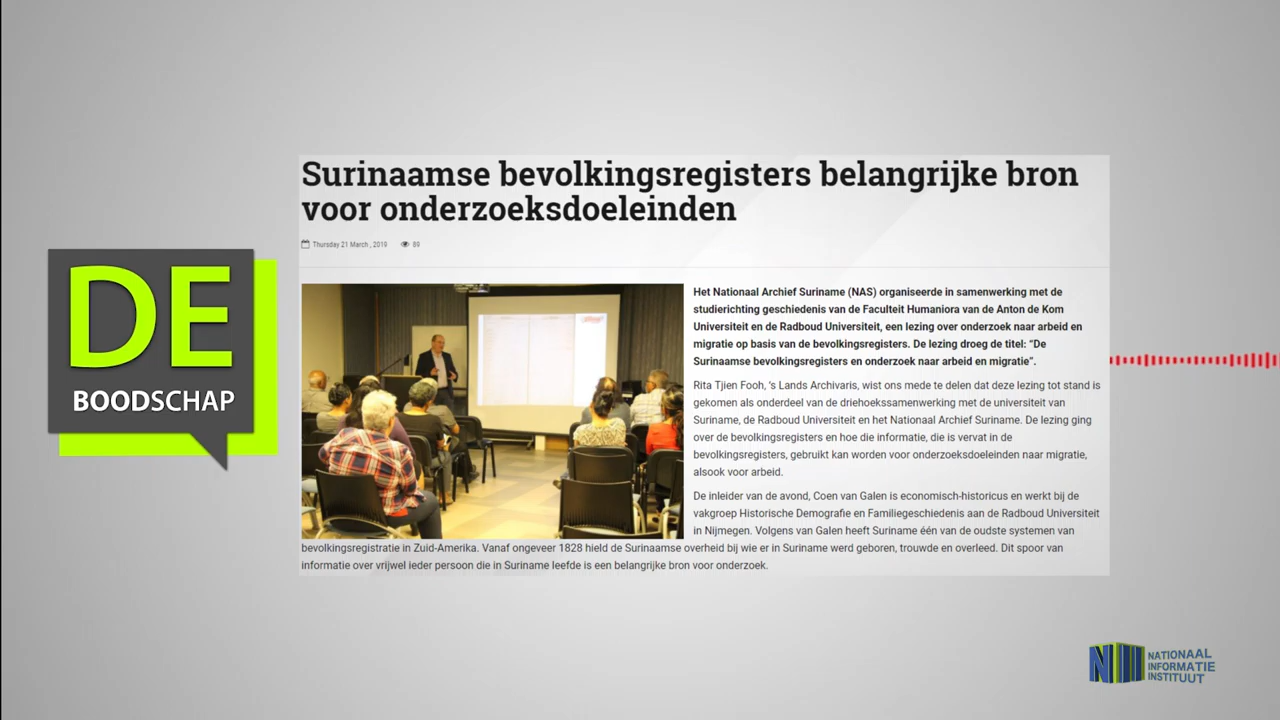 DE
BOODSCHAP
Surinaamse bevolkingsregisters belangrijke bron
voor onderzoeksdoeleinden
Thursday 21 March , 2019 89
Het Nationaal Archief Suriname (NAS) organiseerde in samenwerking met de
studierichting geschiedenis van de Faculteit Humaniora van de Anton de Kom
Universiteit en de Radboud Universiteit, een lezing over onderzoek naar arbeid en
migratie op basis van de bevolkingsregisters. De lezing droeg de titel: “De
Surinaamse bevolkingsregisters en onderzoek naar arbeid en migratie”.
Rita Tjien Fooh, ‘s Lands Archivaris, wist ons mede te delen dat deze lezing tot stand is
gekomen als onderdeel van de driehoekssamenwerking met de universiteit van
Suriname, de Radboud Universiteit en het Nationaal Archief Suriname. De lezing ging
over de bevolkingsregisters en hoe die informatie, die is vervat in de
bevolkingsregisters, gebruikt kan worden voor onderzoeksdoeleinden naar migratie,
alsook voor arbeid.
De inleider van de avond, Coen van Galen is economisch-historicus en werkt bij de
vakgroep Historische Demografie en Familiegeschiedenis aan de Radboud Universiteit
in Nijmegen. Volgens van Galen heeft Suriname één van de oudste systemen van
bevolkingsregistratie in Zuid-Amerika. Vanaf ongeveer 1828 hield de Surinaamse overheid bij wie er in Suriname werd geboren, trouwde en overleed. Dit spoor van
informatie over vrijwel ieder persoon die in Suriname leefde is een belangrijke bron voor onderzoek.
NII
NATIONAAL
INFORMATIE
INSTITUUT